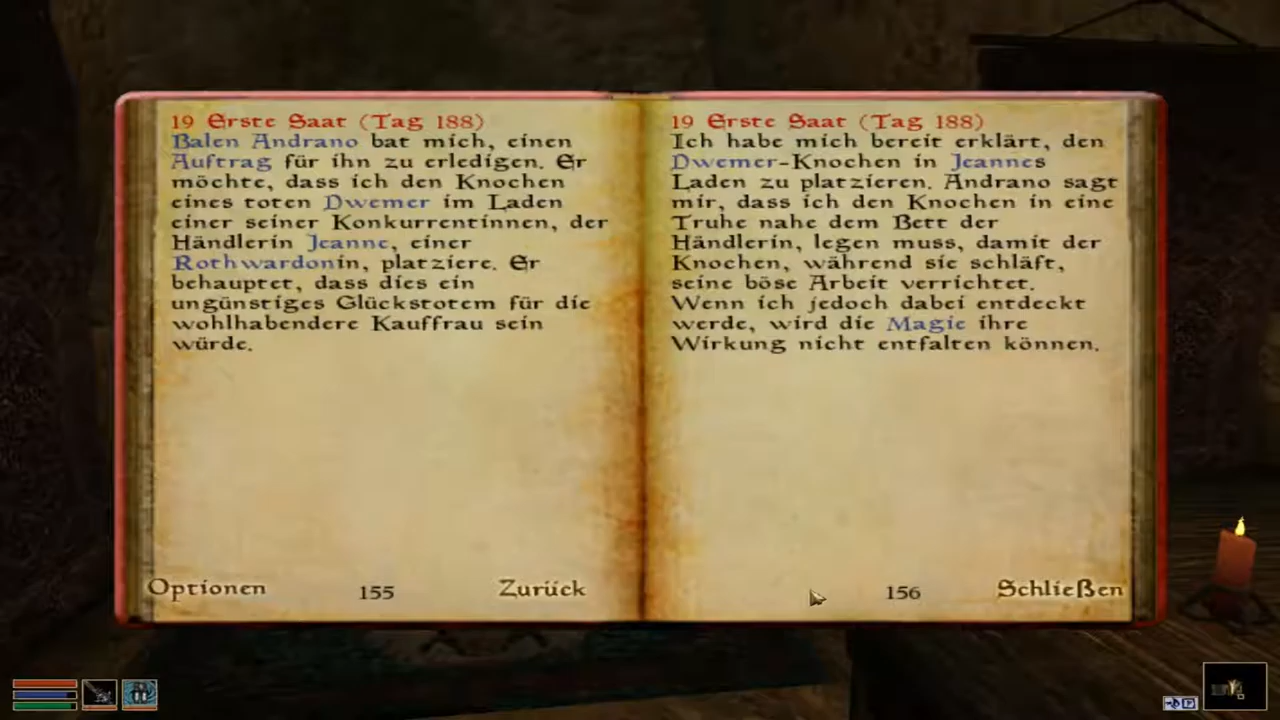 19 Erste Saat (Tag 188)
Balen Andrano bat mich, einen
Auftrag für ihn zu erledigen. Er
möchte, dass ich den Knochen
eines toten Dwemer im Laden
einer seiner Konkurrentinnen, der
Händlerin Jeanne, einer
Rothwardonin, platziere. Er
behauptet, dass dies ein
ungünstiges Glückstotem für die
wohlhabendere Kauffrau sein
würde.
19 Erste Saat (Tag 188)
Ich habe mich bereit erklärt, den
Dwemer-Knochen in Jeannes
Laden zu platzieren. Andrano sagt
mir, dass ich den Knochen in eine
Truhe nahe dem Bett der
Händlerin, legen muss, damit der
Knochen, während sie schläft,
seine böse Arbeit verrichtet.
Wenn ich jedoch dabei entdeckt
werde, wird die Magie ihre
Wirkung nicht entfalten können.
Optionen 155 Zurück 156 Schließen